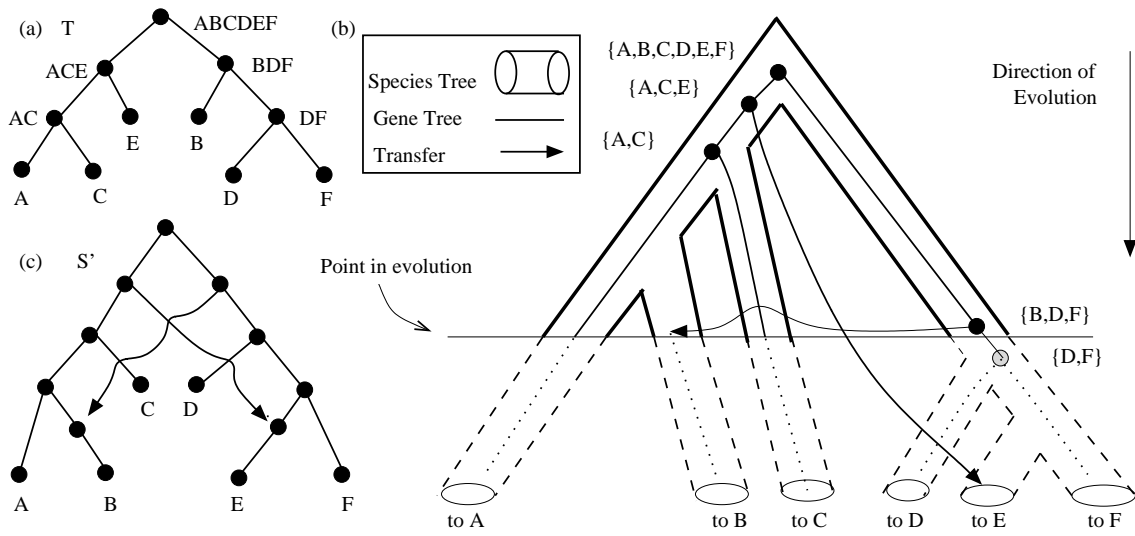 (a) T
ABCDEF
ACE
BDF
AC
E
B
DF
A
C
D
F
(b)
Species Tree
Gene Tree
Transfer
{A,B,C,D,E,F}
{A,C,E}
{A,C}
Direction of
Evolution
Point in evolution
{B,D,F}
{D,F}
to A
to B
to C
to D
to E
to F
(c) S’
C
D
A
B
E
F